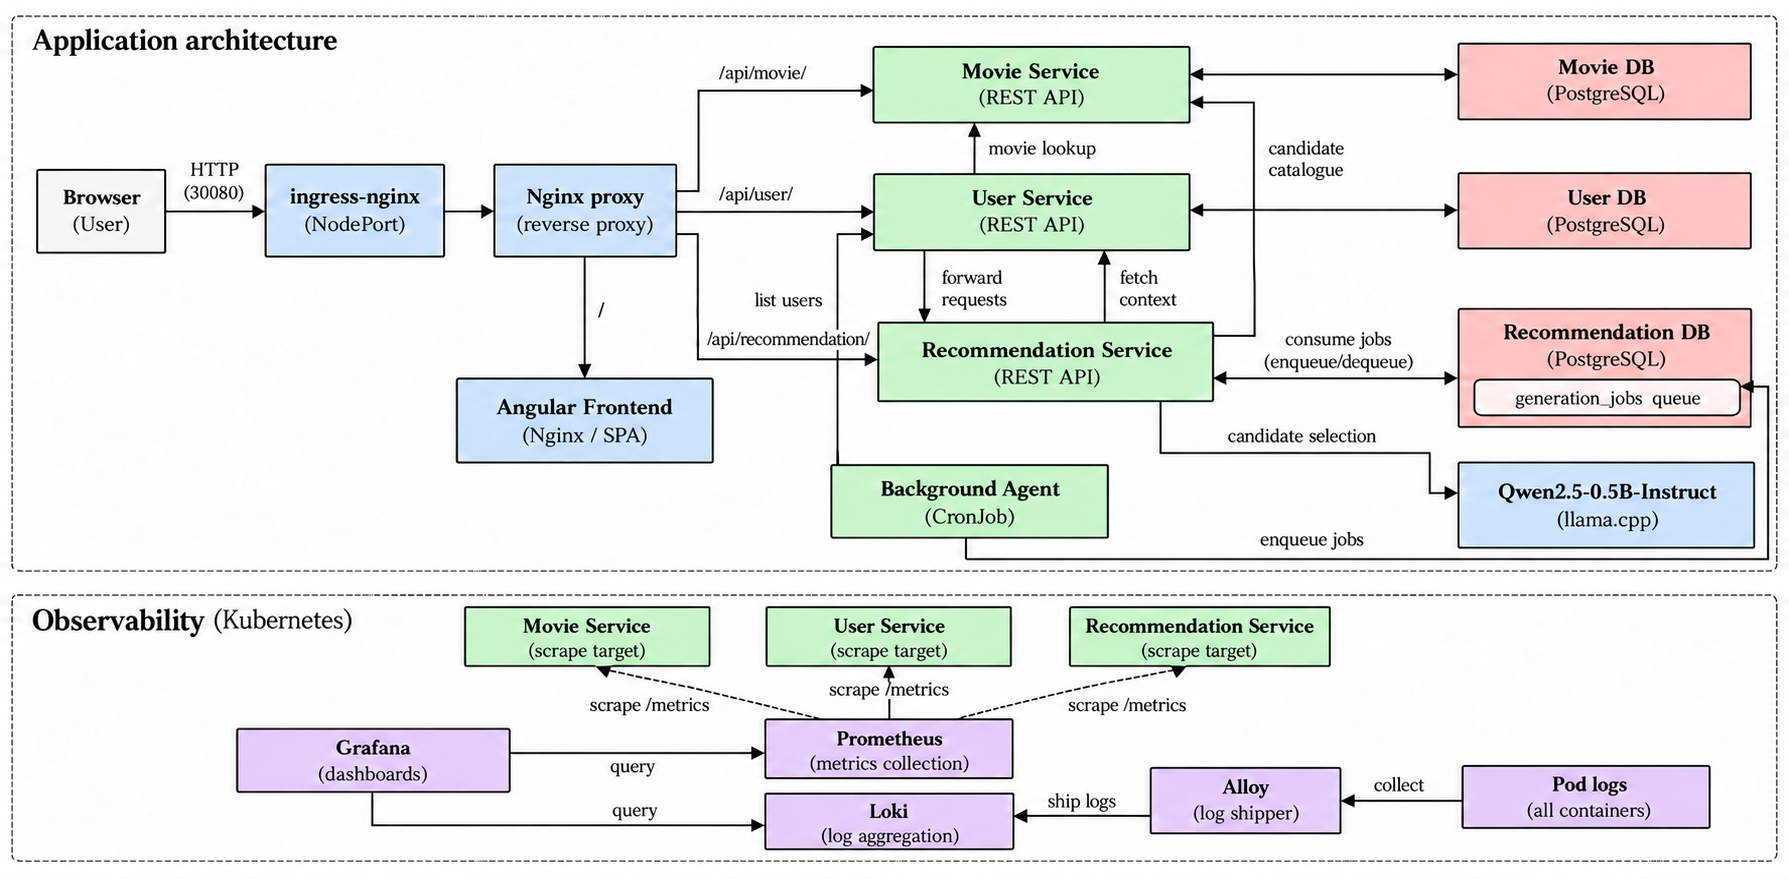 Application architecture
Browser
(User)
HTTP
(30080)
ingress-nginx
(NodePort)
Nginx proxy
(reverse proxy)
/
Angular Frontend
(Nginx / SPA)
/api/movie/
/api/user/
list users
/api/recommendation/
Movie Service
(REST API)
movie lookup
User Service
(REST API)
forward
requests
fetch
context
Recommendation Service
(REST API)
Background Agent
(CronJob)
candidate
catalogue
consume jobs
(enqueue/dequeue)
candidate selection
enqueue jobs
Movie DB
(PostgreSQL)
User DB
(PostgreSQL)
Recommendation DB
(PostgreSQL)
generation_jobs queue
Qwen2.5-0.5B-Instruct
(llama.cpp)
Observability (Kubernetes)
Movie Service
(scrape target)
User Service
(scrape target)
Recommendation Service
(scrape target)
scrape /metrics
scrape /metrics
scrape /metrics
Grafana
(dashboards)
query
query
Prometheus
(metrics collection)
Loki
(log aggregation)
ship logs
Alloy
(log shipper)
collect
Pod logs
(all containers)